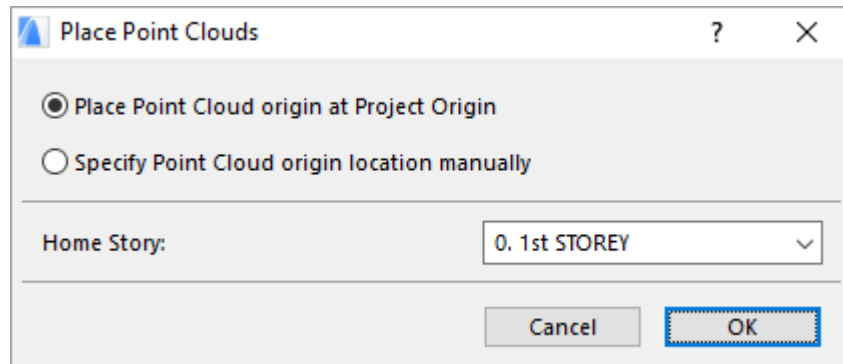 Place Point Clouds ?
Place Point Cloud origin at Project Origin
Specify Point Cloud origin location manually
Home Story: 0. 1st STOREY
Cancel OK